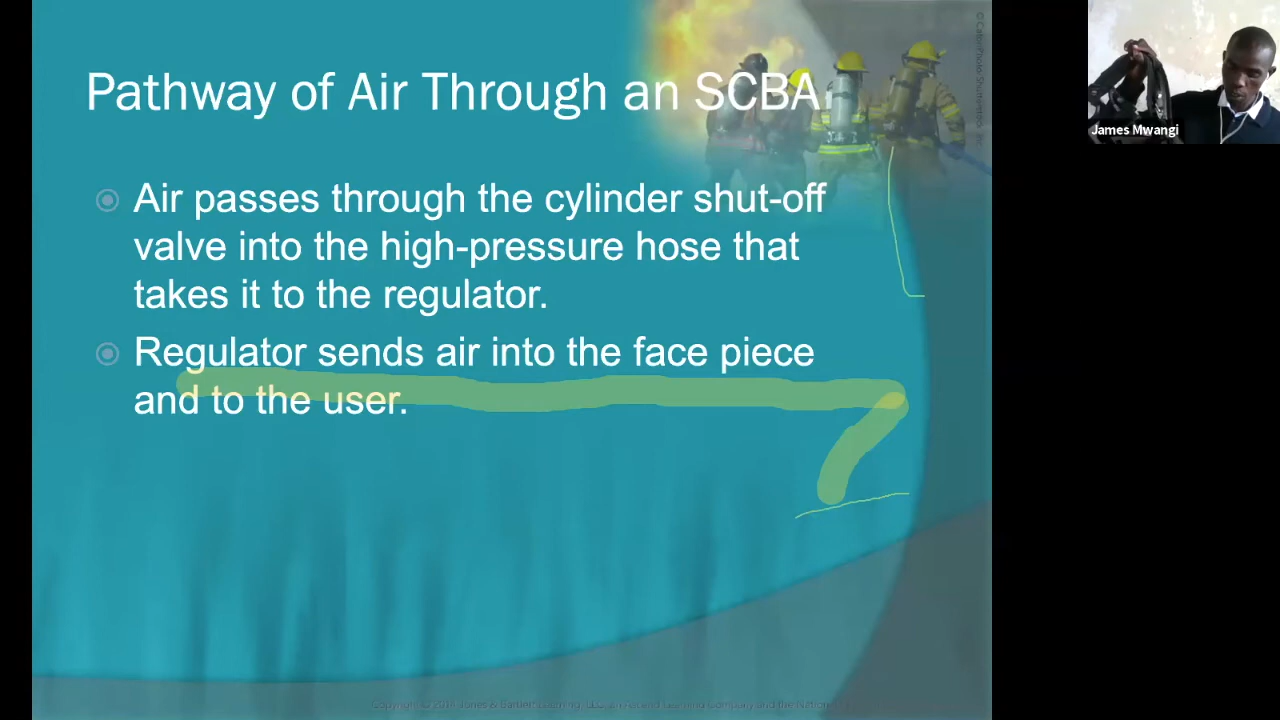 Pathway of Air Through an SCBA
Air passes through the cylinder shut-off
valve into the high-pressure hose that
takes it to the regulator.
Regulator sends air into the face piece
and to the user.
James Mwangi